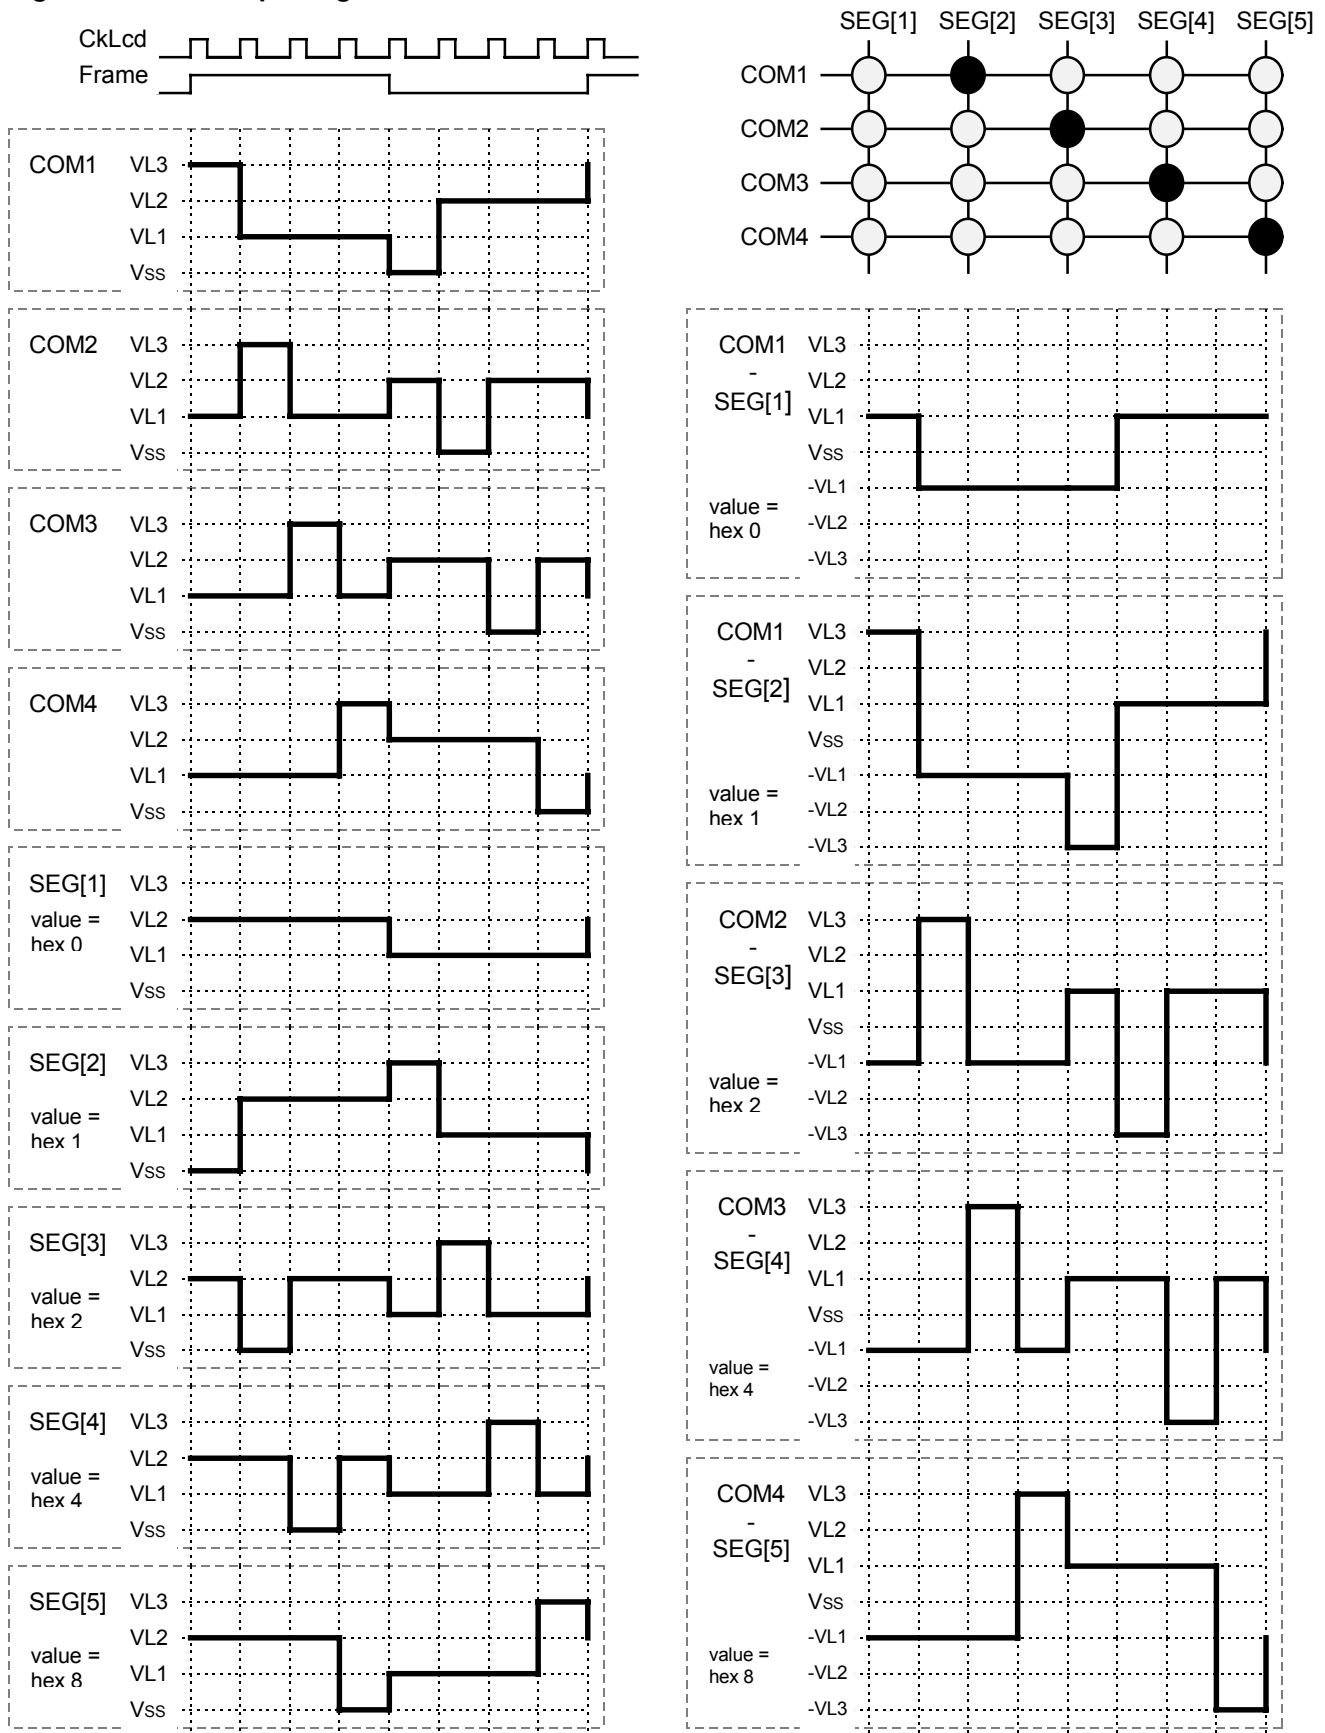 CkLcd
Frame
COM1
VL3
VL2
VL1
Vss
COM2
VL3
VL2
VL1
Vss
COM3
VL3
VL2
VL1
Vss
COM4
VL3
VL2
VL1
Vss
SEG[1]
value =
hex 0
VL3
VL2
VL1
Vss
SEG[2]
value =
hex 1
VL3
VL2
VL1
Vss
SEG[3]
value =
hex 2
VL3
VL2
VL1
Vss
SEG[4]
value =
hex 4
VL3
VL2
VL1
Vss
SEG[5]
value =
hex 8
VL3
VL2
VL1
Vss
SEG[1] SEG[2] SEG[3] SEG[4] SEG[5]
COM1
COM2
COM3
COM4
COM1
-
SEG[1]
value =
hex 0
VL3
VL2
VL1
Vss
-VL1
-VL2
-VL3
COM1
-
SEG[2]
value =
hex 1
VL3
VL2
VL1
Vss
-VL1
-VL2
-VL3
COM2
-
SEG[3]
value =
hex 2
VL3
VL2
VL1
Vss
-VL1
-VL2
-VL3
COM3
-
SEG[4]
value =
hex 4
VL3
VL2
VL1
Vss
-VL1
-VL2
-VL3
COM4
-
SEG[5]
value =
hex 8
VL3
VL2
VL1
Vss
-VL1
-VL2
-VL3